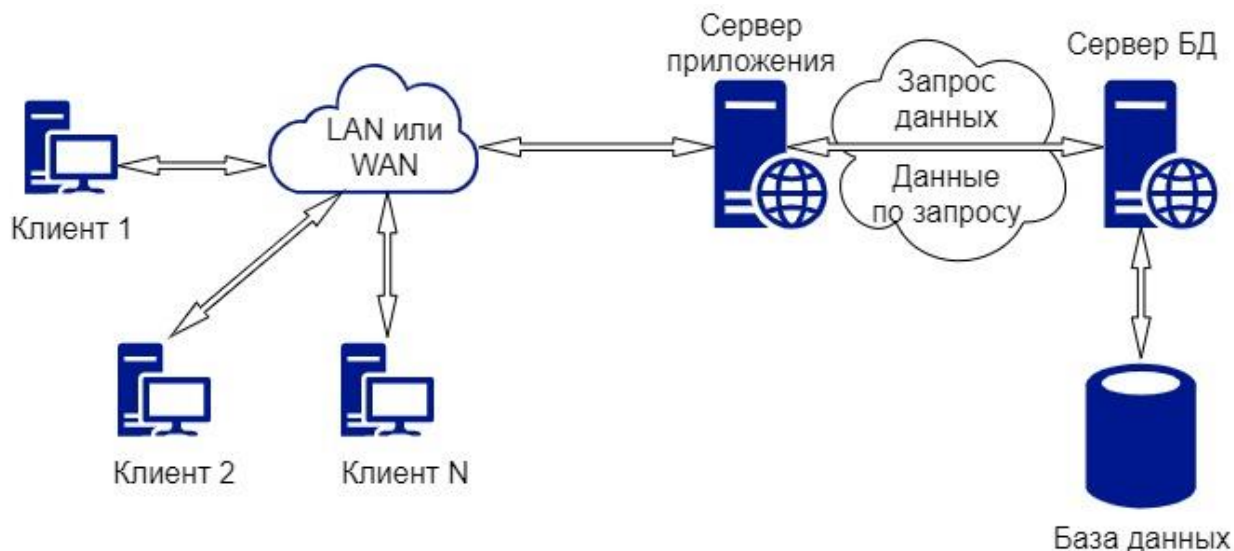 Сервер
приложения
Сервер БД
Запрос
данных
LAN или
WAN
Данные
по запросу
Клиент 1
Клиент 2
Клиент N
База данных